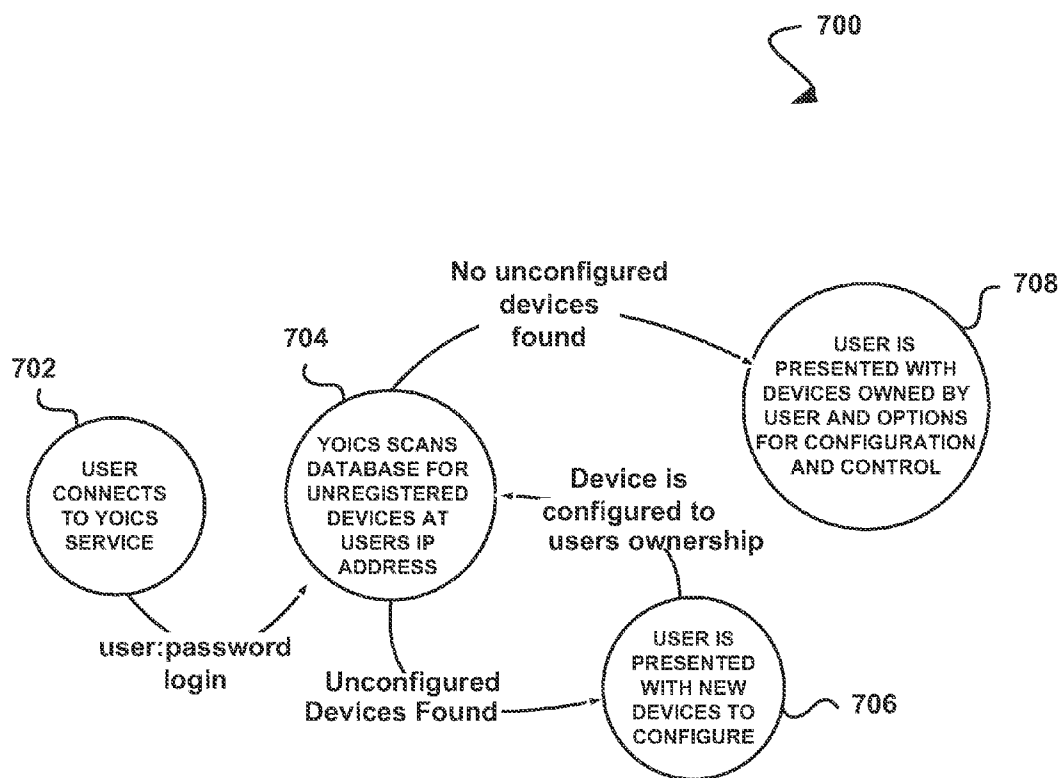 700
No unconfigured
devices
found
708
704
702
USER IS
PRESENTED WITH
DEVICES OWNED BY
USER AND OPTIONS
FOR CONFIGURATION
AND CONTROL
USER
CONNECTS
TO YOICS
SERVICE
YOICS SCANS
DATABASE FOR
UNREGISTERED
DEVICES AT
USERS IP
ADDRESS
Device is
configured to
users ownership
user:password
login
Unconfigured
Devices Found
USER IS
PRESENTED
WITH NEW
DEVICES TO
CONFIGURE
706